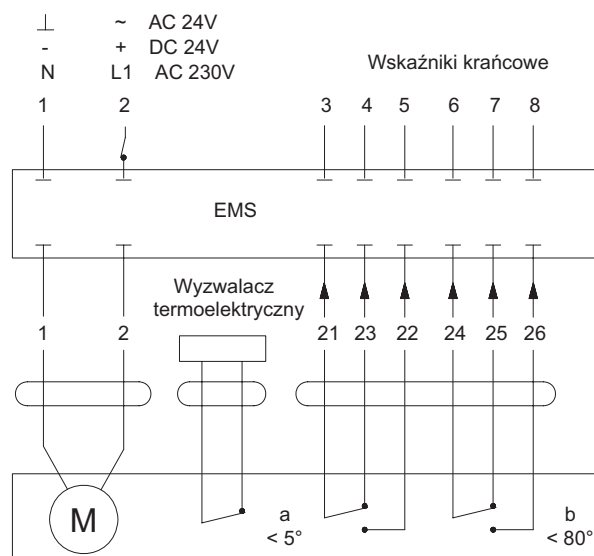 ⊥ ~ AC 24V
- + DC 24V
N L1 AC 230V
Wskaźniki krańcowe
1 2 3 4 5 6 7 8
EMS
Wyzwalacz
termoelektryczny
1 2 21 23 22 24 25 26
M
a
< 5°
b
< 80°